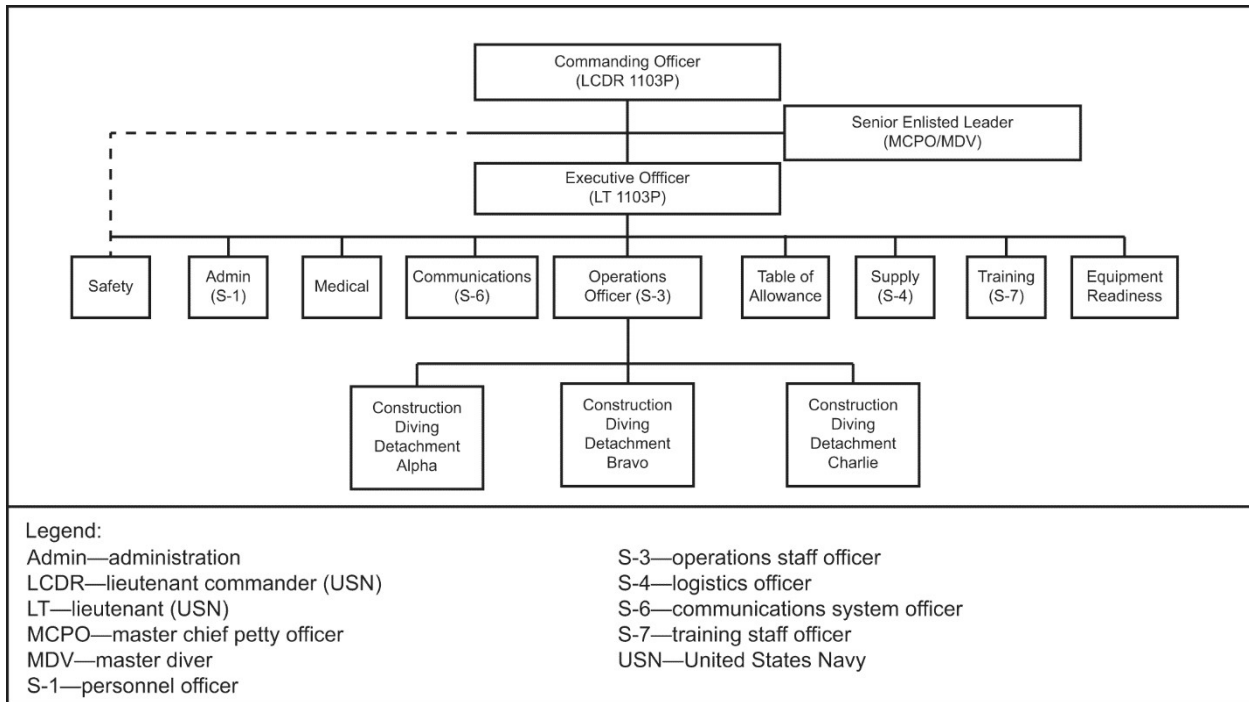 Commanding Officer
(LCDR 1103P)
Senior Enlisted Leader
(MCPO/MDV)
Executive Offficer
(LT 1103P)
Safety
Admin
(S-1)
Medical
Communications
(S-6)
Operations
Officer (S-3)
Table of
Allowance
Supply
(S-4)
Training
(S-7)
Equipment
Readiness
Construction
Diving
Detachment
Alpha
Construction
Diving
Detachment
Bravo
Construction
Diving
Detachment
Charlie
Legend:
Admin—administration
LCDR—lieutenant commander (USN)
LT—lieutenant (USN)
MCPO—master chief petty officer
MDV—master diver
S-1—personnel officer
S-3—operations staff officer
S-4—logistics officer
S-6—communications system officer
S-7—training staff officer
USN—United States Navy